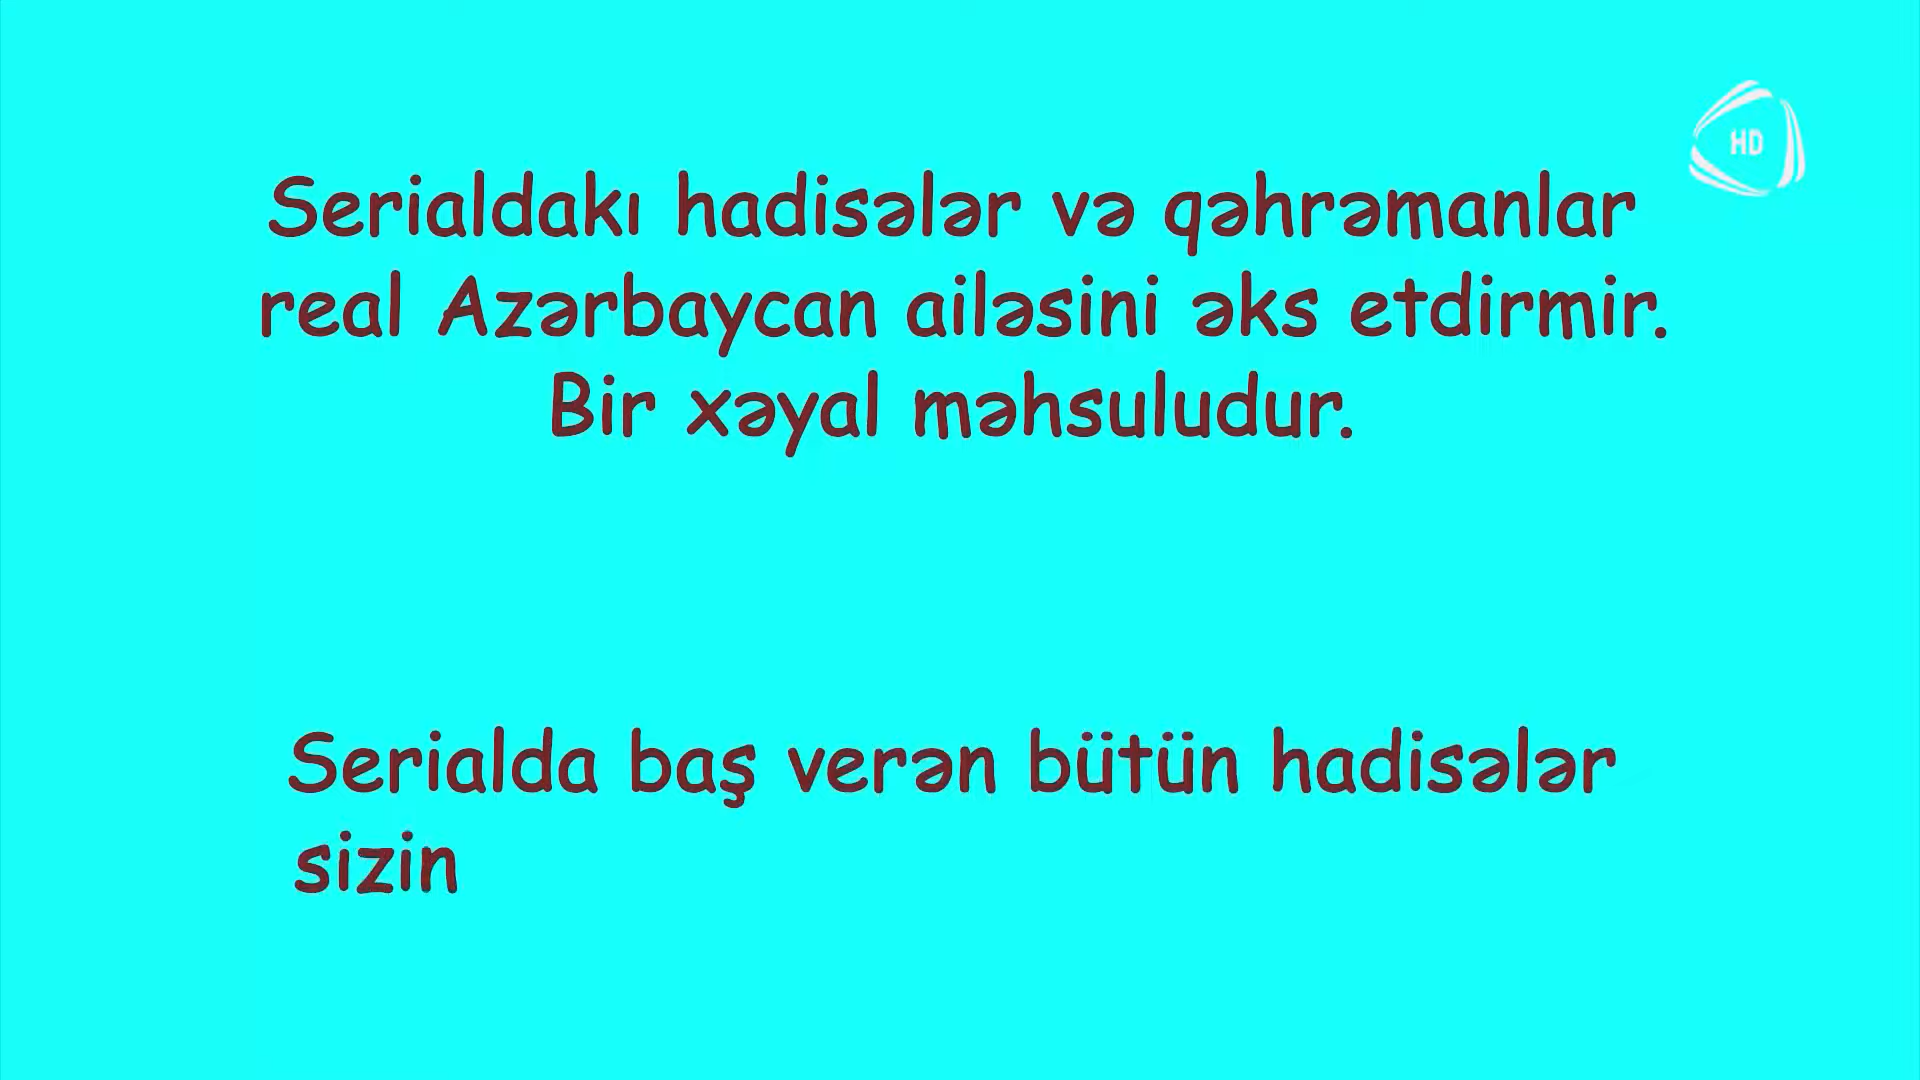 HD
Serialdakı hadisələr və qəhrəmanlar
real Azərbaycan ailəsini əks etdirmir.
Bir xəyal məhsuludur.
Serialda baş verən bütün hadisələr
sizin